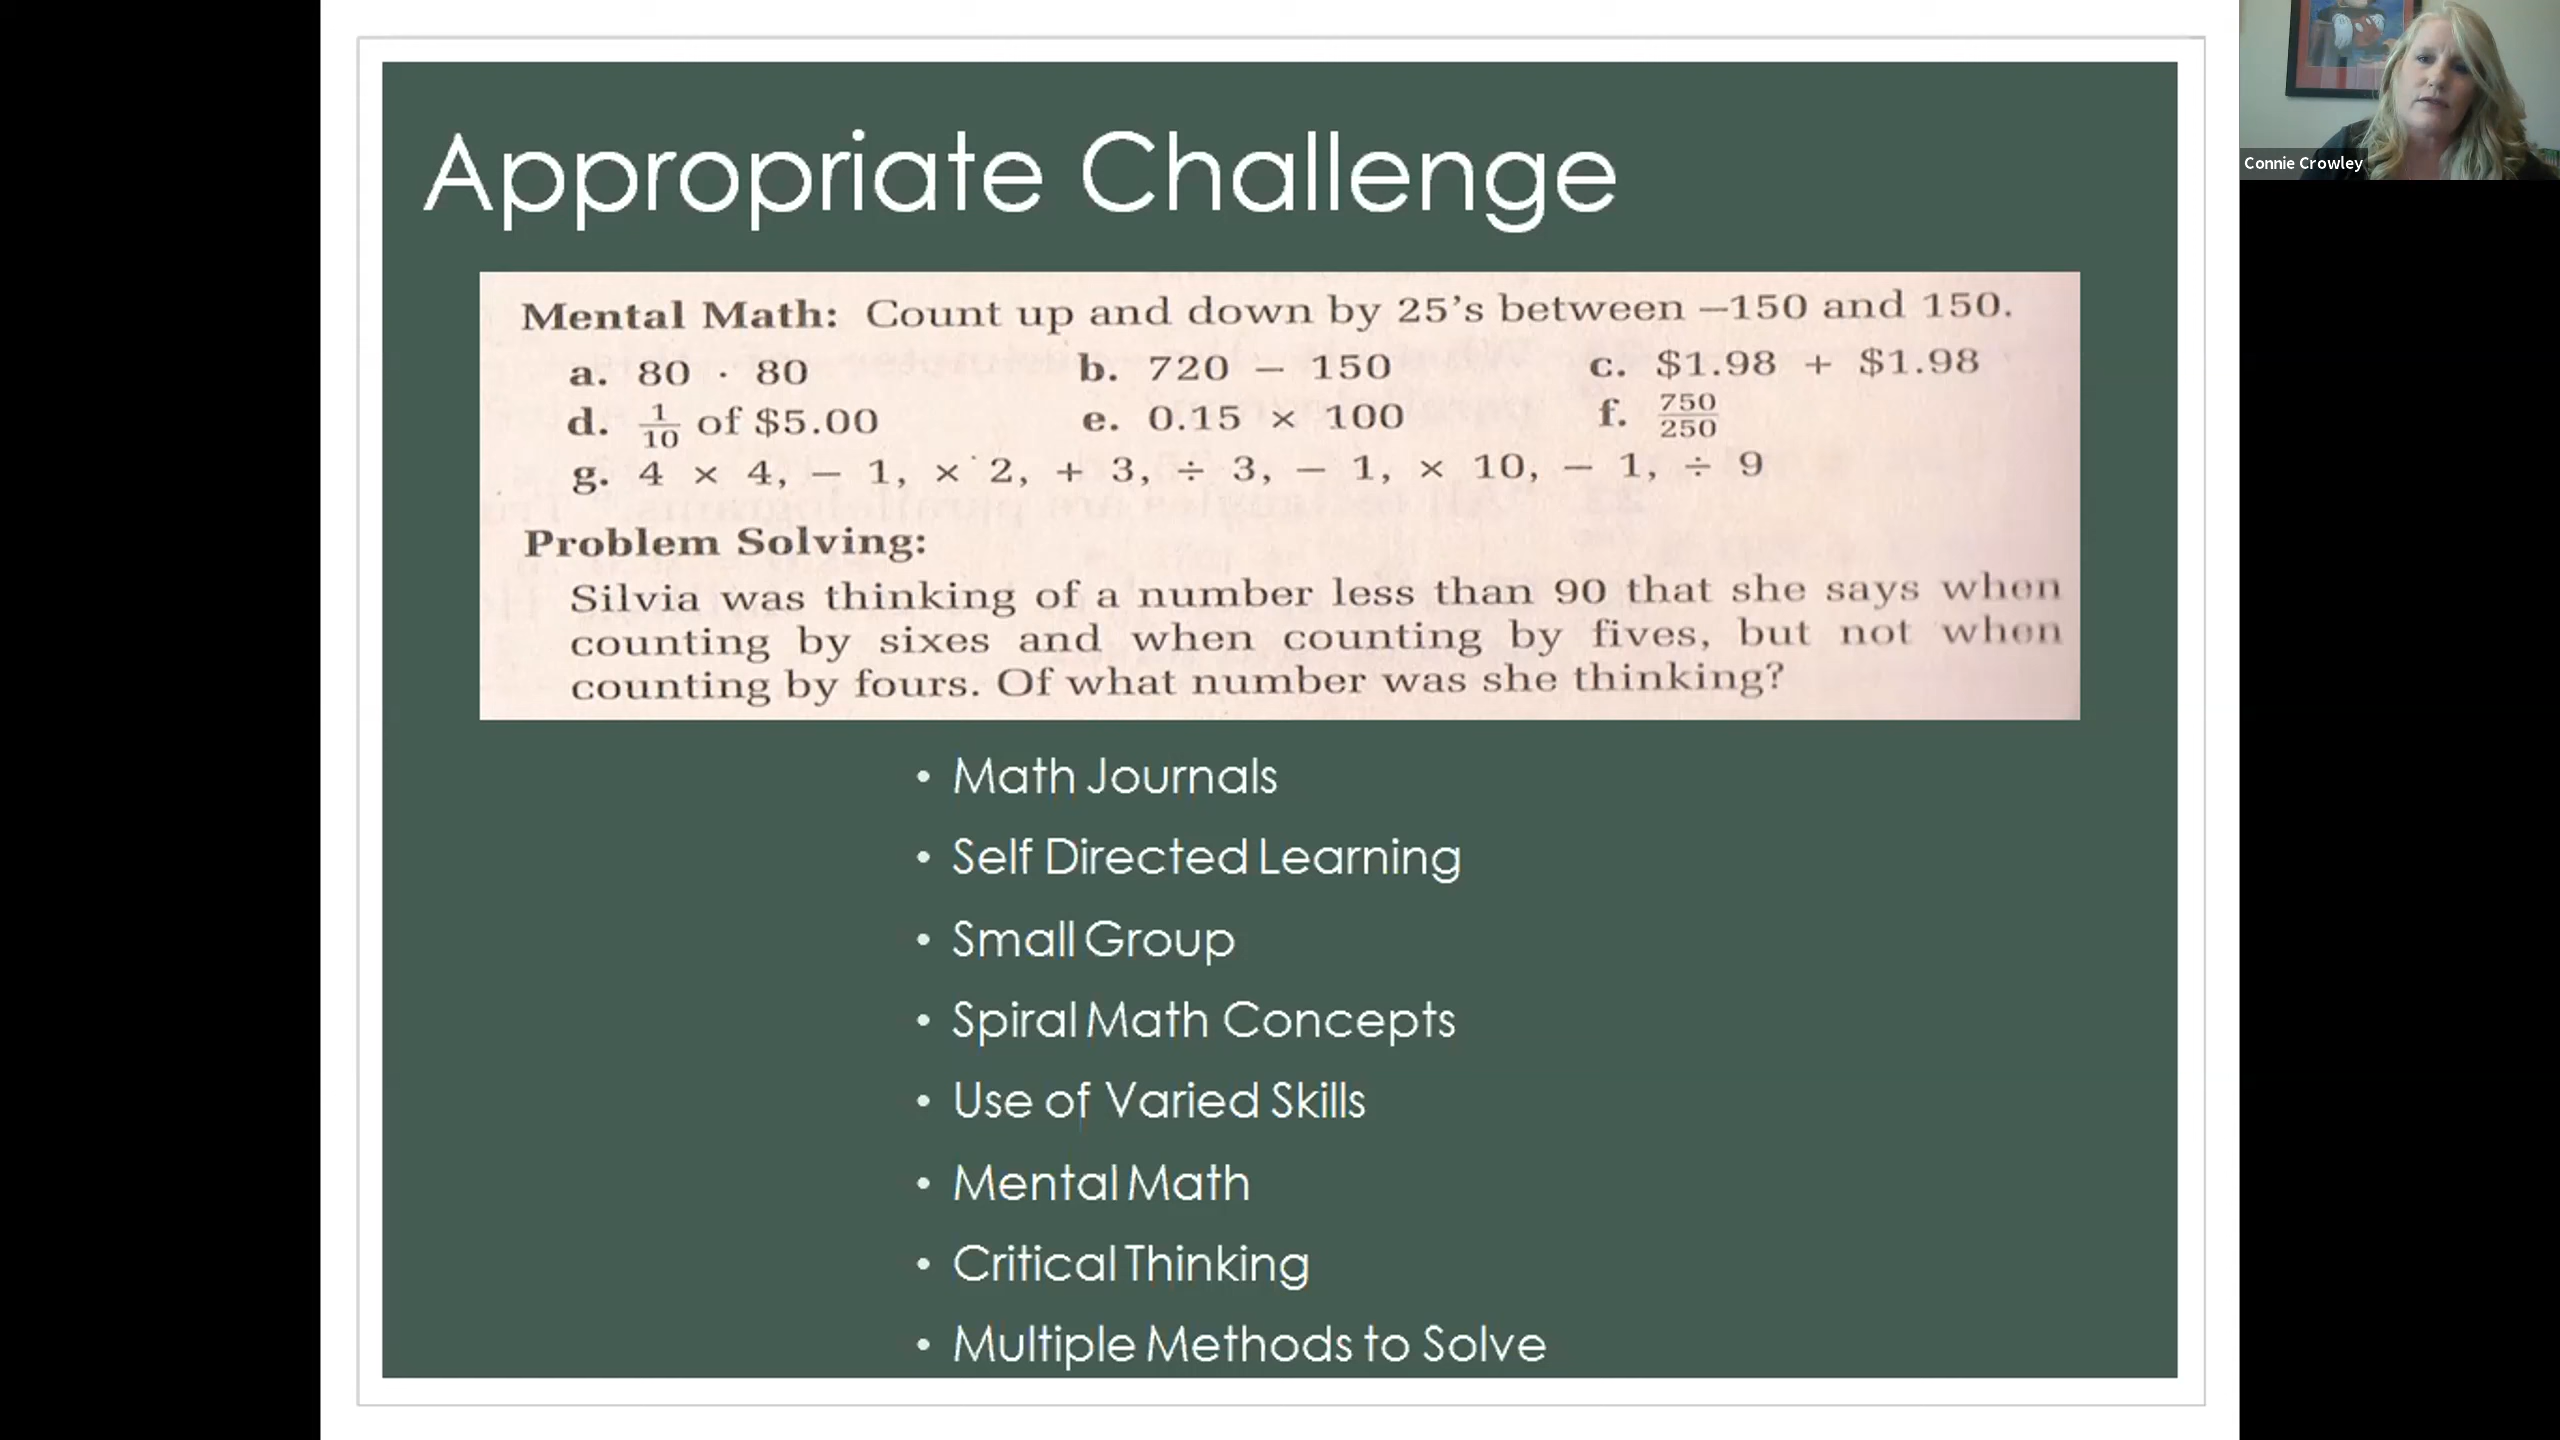 Appropriate Challenge
Connie Crowley
Mental Math: Count up and down by 25's between −150 and 150.
a. 80 · 80 b. 720 − 150 c. $1.98 + $1.98
d. 1/10 of $5.00 e. 0.15 × 100 f. 750/250
g. 4 × 4, − 1, × 2, + 3, ÷ 3, − 1, × 10, − 1, ÷ 9
Problem Solving:
Silvia was thinking of a number less than 90 that she says when
counting by sixes and when counting by fives, but not when
counting by fours. Of what number was she thinking?
• Math Journals
• Self Directed Learning
• Small Group
• Spiral Math Concepts
• Use of Varied Skills
• Mental Math
• Critical Thinking
• Multiple Methods to Solve